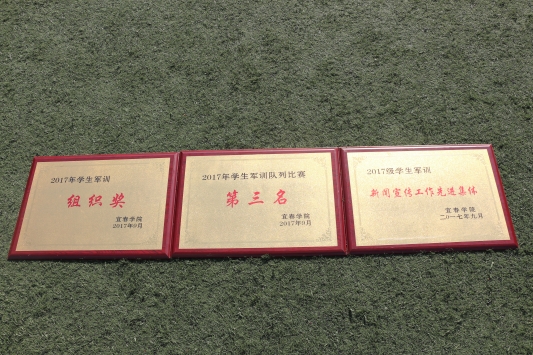 2017年学生军训
组织奖
宜春学院
2017年9月
2017年学生军训队列比赛
第三名
宜春学院
2017年9月
2017级学生军训
新闻宣传工作先进集体
宜春学院
二〇一七年九月